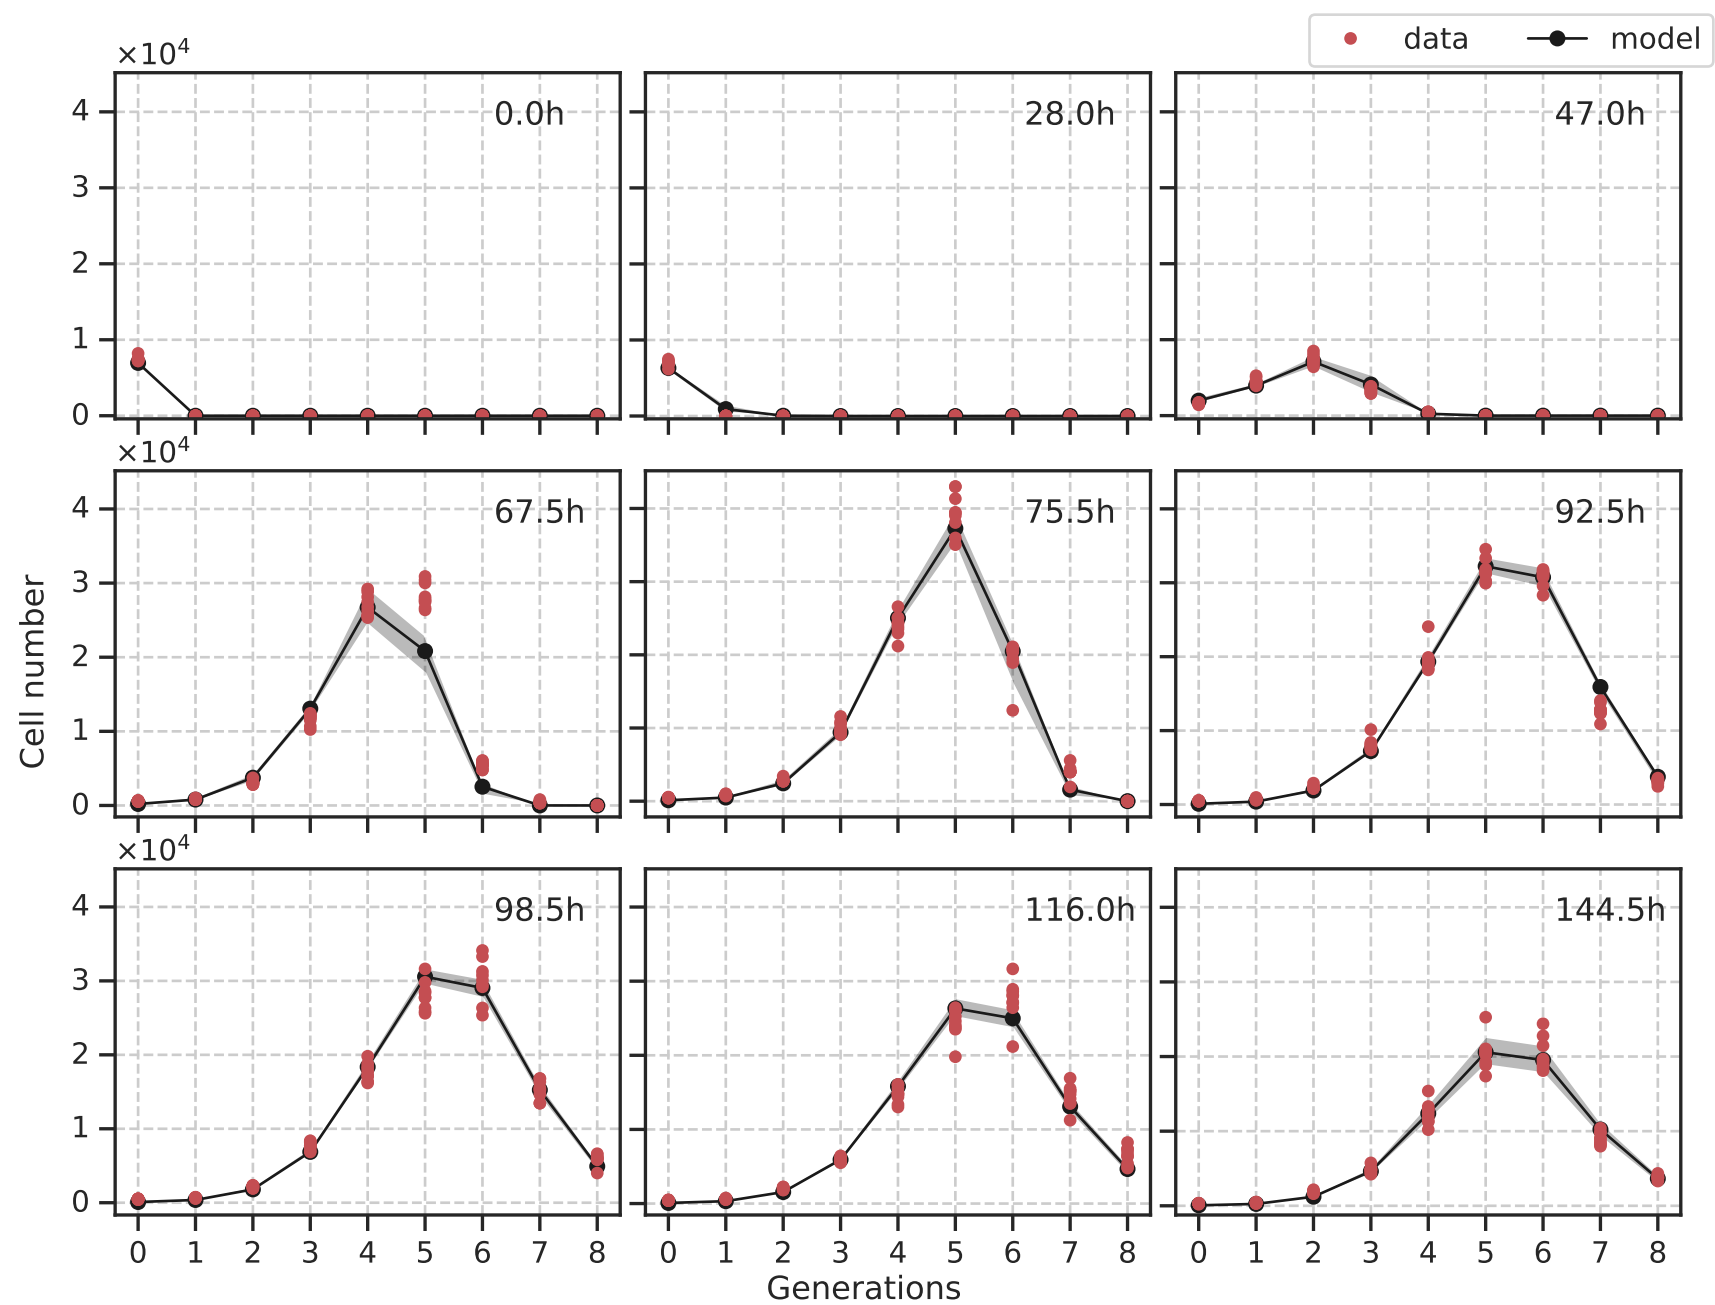 data model
×10⁴
4
3
2
1
0
0.0h
28.0h
47.0h
×10⁴
4
3
2
1
0
67.5h
75.5h
92.5h
Cell number
×10⁴
4
3
2
1
0
98.5h
116.0h
144.5h
0 1 2 3 4 5 6 7 8
0 1 2 3 4 5 6 7 8
0 1 2 3 4 5 6 7 8
Generations